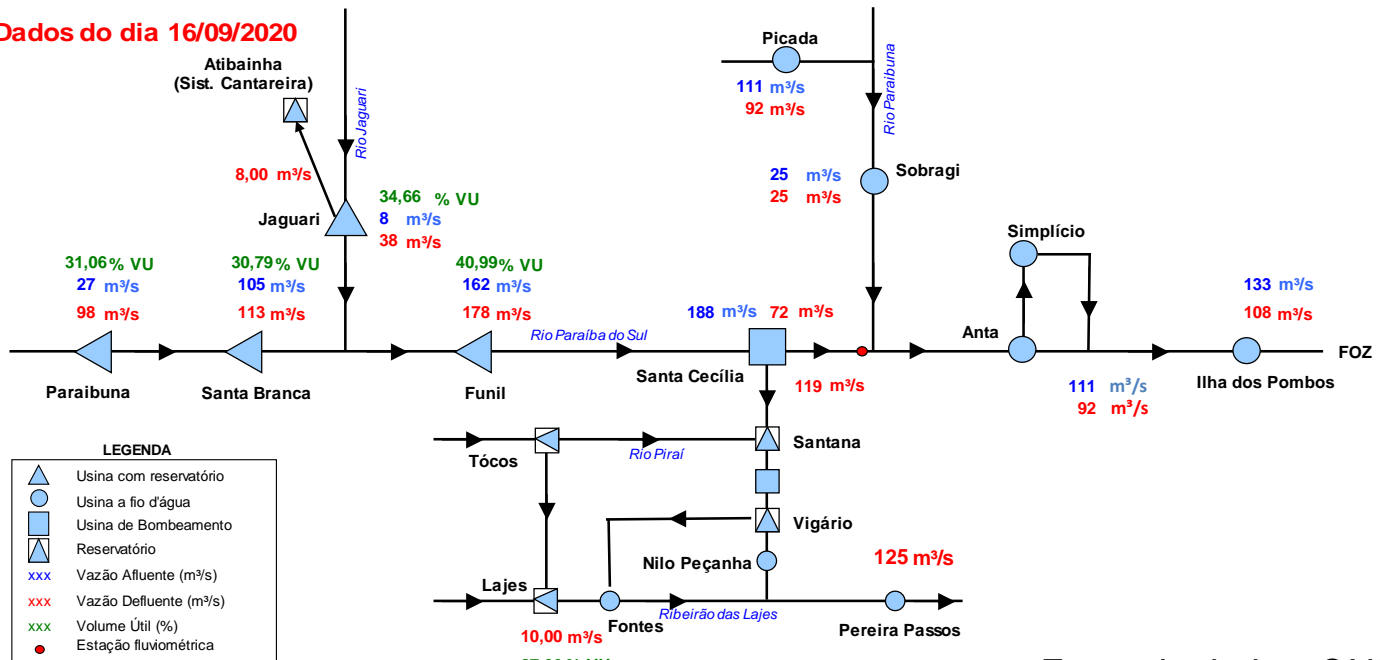 Dados do dia 16/09/2020
Atibainha
(Sist. Cantareira)
Rio Jaguari
8,00 m³/s
Jaguari
34,66 % VU
8 m³/s
38 m³/s
Picada
111 m³/s
92 m³/s
Rio Paraibuna
25 m³/s
25 m³/s
Sobragi
Simplício
31,06 % VU
27 m³/s
98 m³/s
Paraibuna
30,79 % VU
105 m³/s
113 m³/s
Santa Branca
40,99 % VU
162 m³/s
178 m³/s
Funil
Rio Paraíba do Sul
188 m³/s 72 m³/s
Santa Cecília
119 m³/s
Anta
111 m³/s
92 m³/s
133 m³/s
108 m³/s
Ilha dos Pombos
FOZ
Tócos
Rio Piraí
Santana
Vigário
Nilo Peçanha
125 m³/s
Lajes
10,00 m³/s
Fontes
Ribeirão das Lajes
Pereira Passos
LEGENDA
Usina com reservatório
Usina a fio d'água
Usina de Bombeamento
Reservatório
xxx Vazão Afluente (m³/s)
xxx Vazão Defluente (m³/s)
xxx Volume Útil (%)
Estação fluviométrica